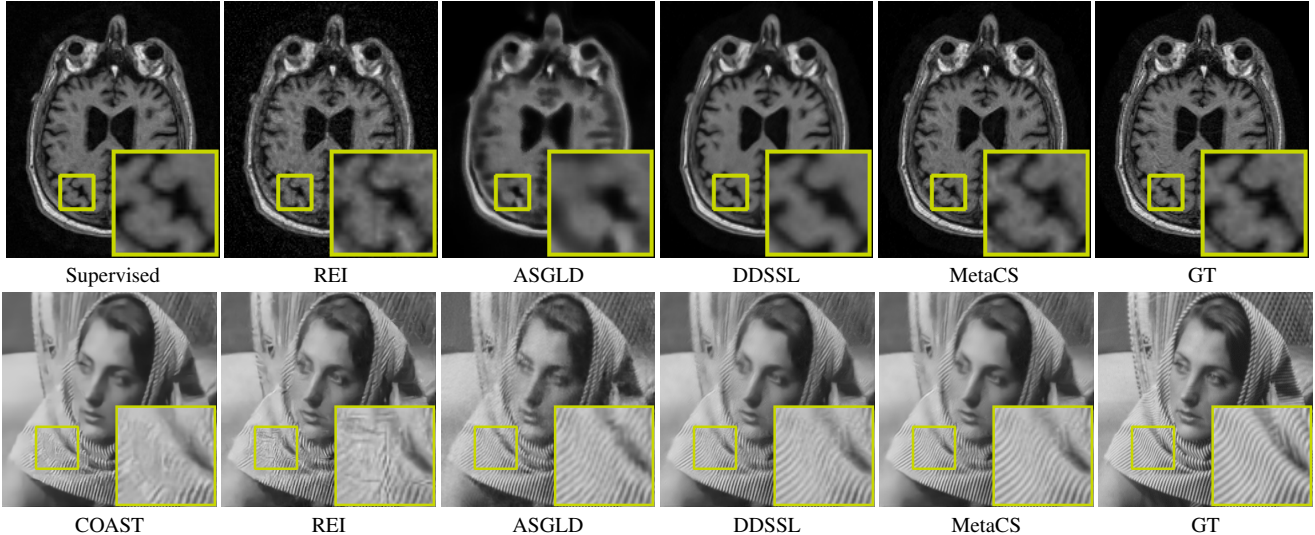 Supervised REI ASGLD DDSSL MetaCS GT
COAST REI ASGLD DDSSL MetaCS GT